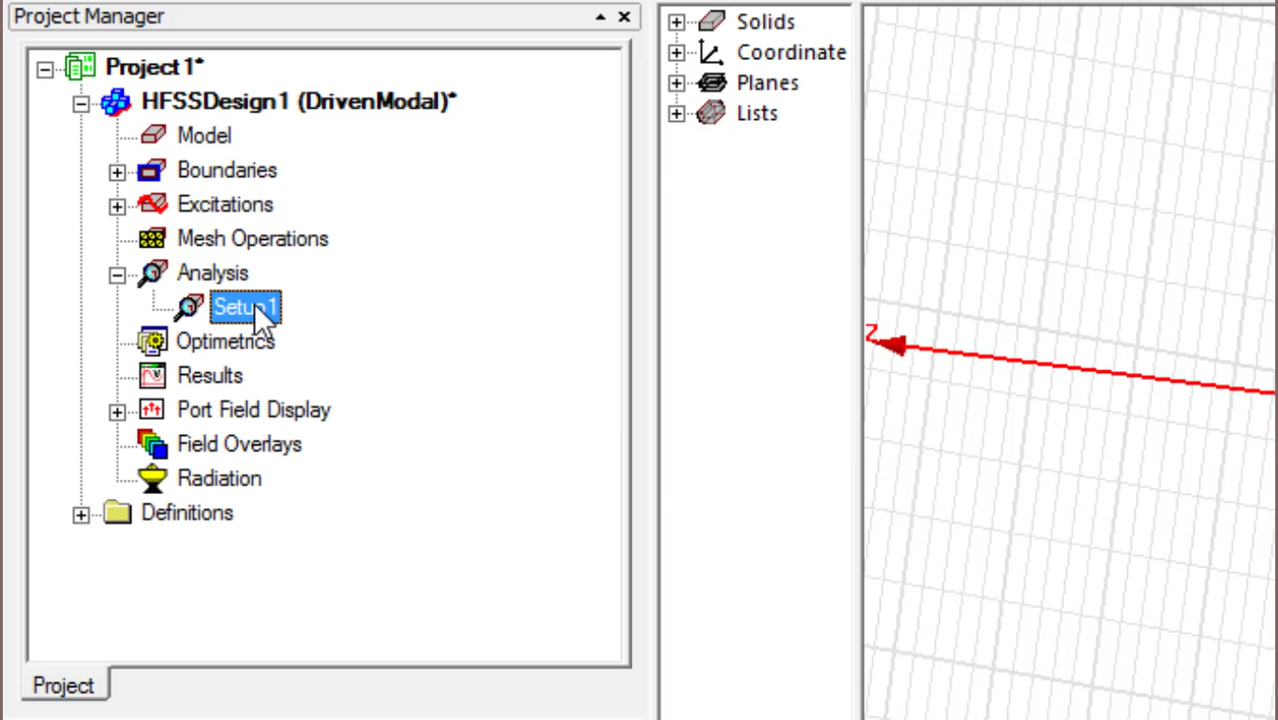 Project Manager
Project1*
HFSSDesign1 (DrivenModal)*
Model
Boundaries
Excitations
Mesh Operations
Analysis
Setup1
Optimetrics
Results
Port Field Display
Field Overlays
Radiation
Definitions
Project
Solids
Coordinate
Planes
Lists
Z